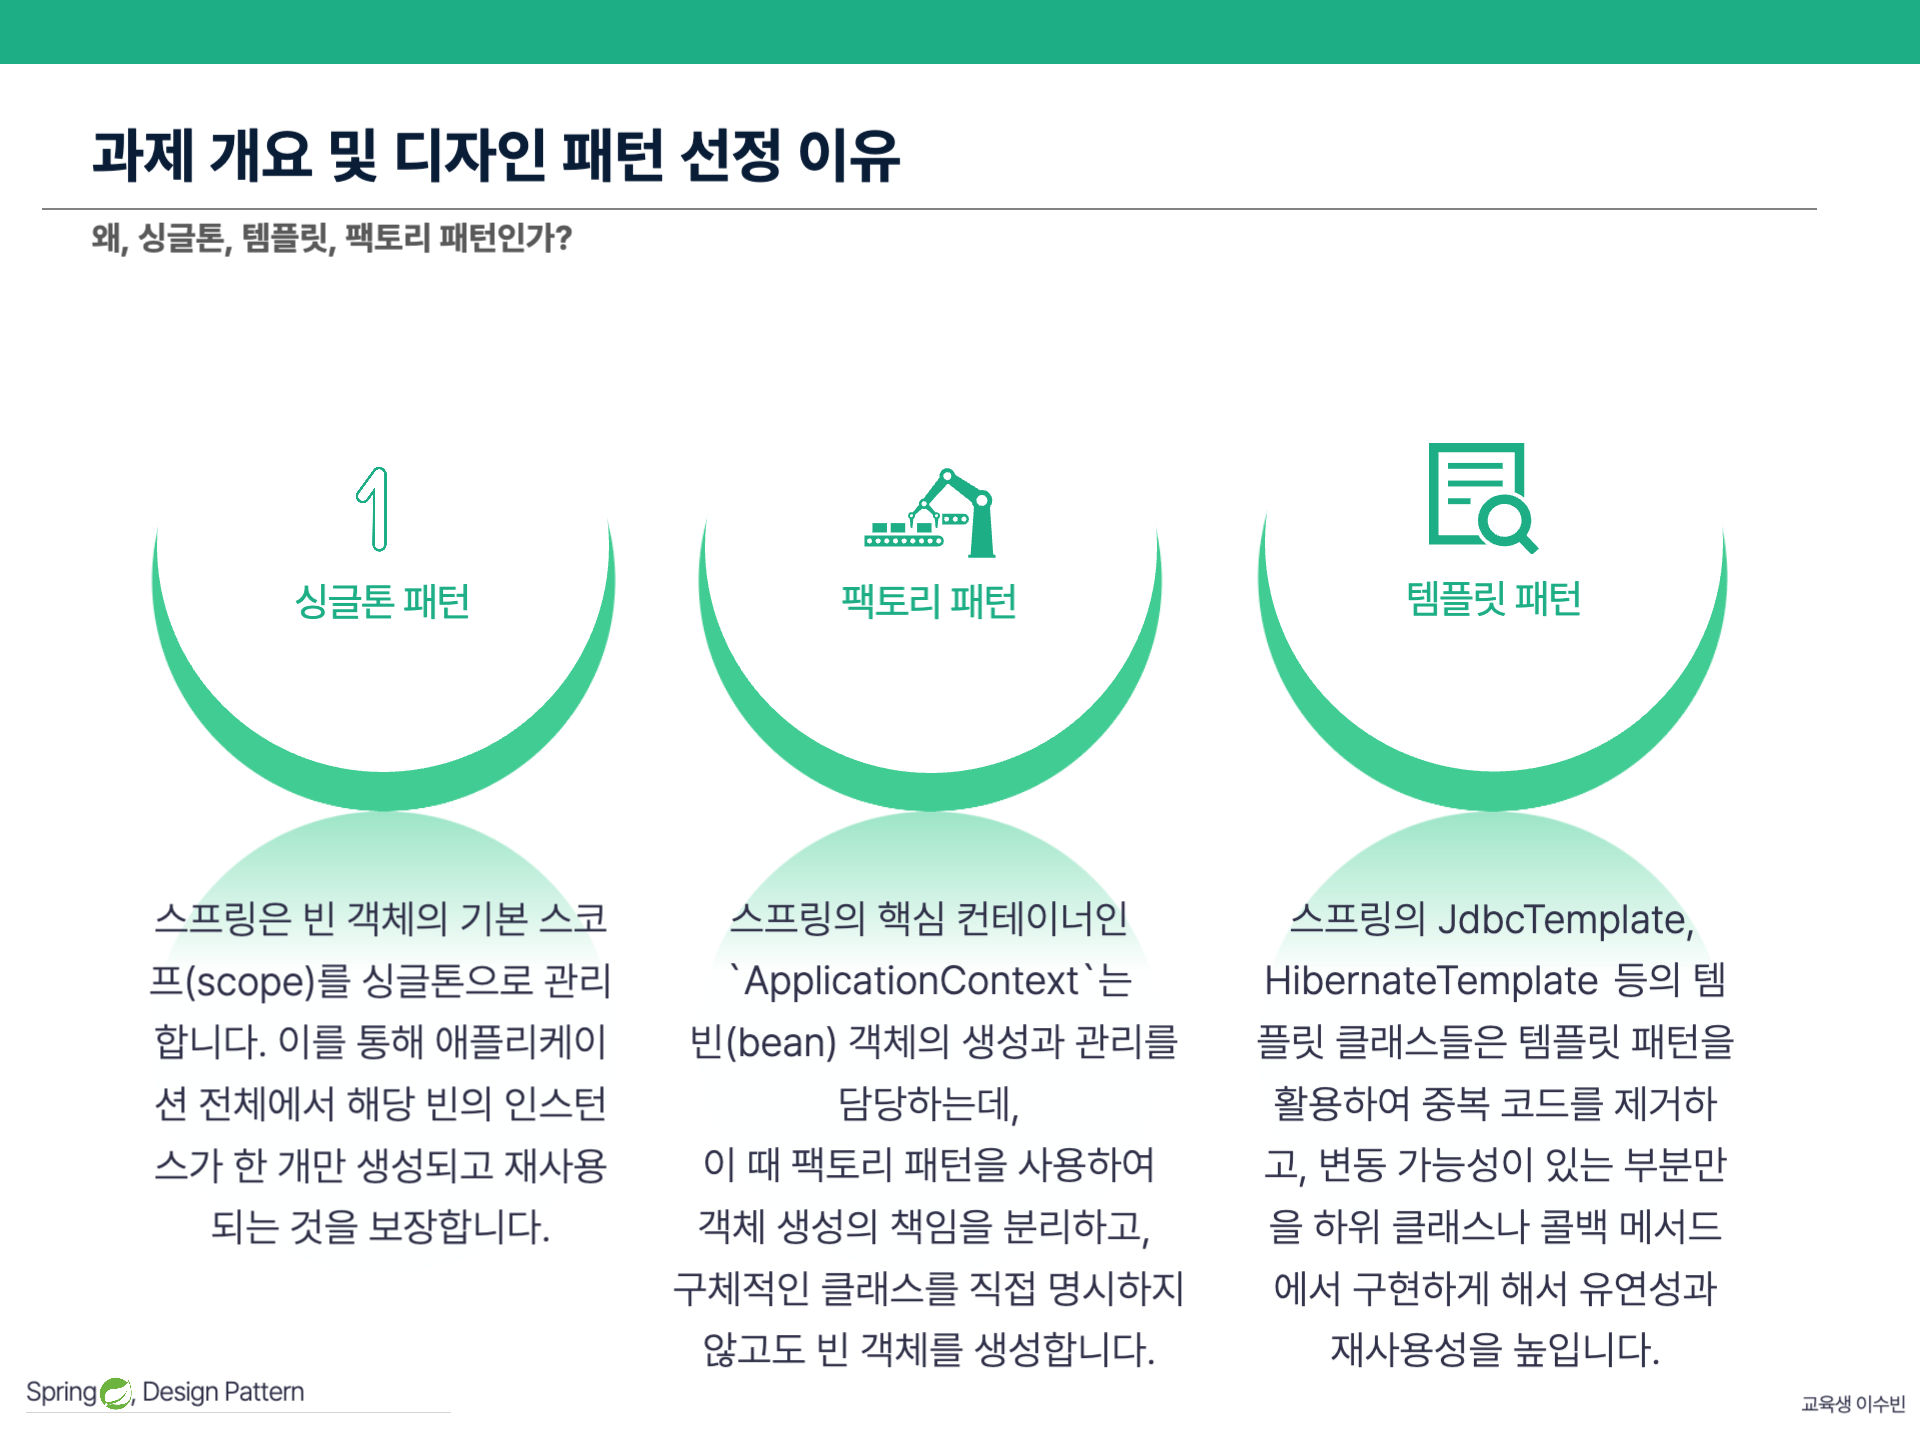 과제 개요 및 디자인 패턴 선정 이유
왜, 싱글톤, 템플릿, 팩토리 패턴인가?
싱글톤 패턴
스프링은 빈 객체의 기본 스코
프(scope)를 싱글톤으로 관리
합니다. 이를 통해 애플리케이
션 전체에서 해당 빈의 인스턴
스가 한 개만 생성되고 재사용
되는 것을 보장합니다.
팩토리 패턴
스프링의 핵심 컨테이너인
`ApplicationContext`는
빈(bean) 객체의 생성과 관리를
담당하는데,
이 때 팩토리 패턴을 사용하여
객체 생성의 책임을 분리하고,
구체적인 클래스를 직접 명시하지
않고도 빈 객체를 생성합니다.
템플릿 패턴
스프링의 JdbcTemplate,
HibernateTemplate 등의 템
플릿 클래스들은 템플릿 패턴을
활용하여 중복 코드를 제거하
고, 변동 가능성이 있는 부분만
을 하위 클래스나 콜백 메서드
에서 구현하게 해서 유연성과
재사용성을 높입니다.
Spring, Design Pattern
교육생 이수빈